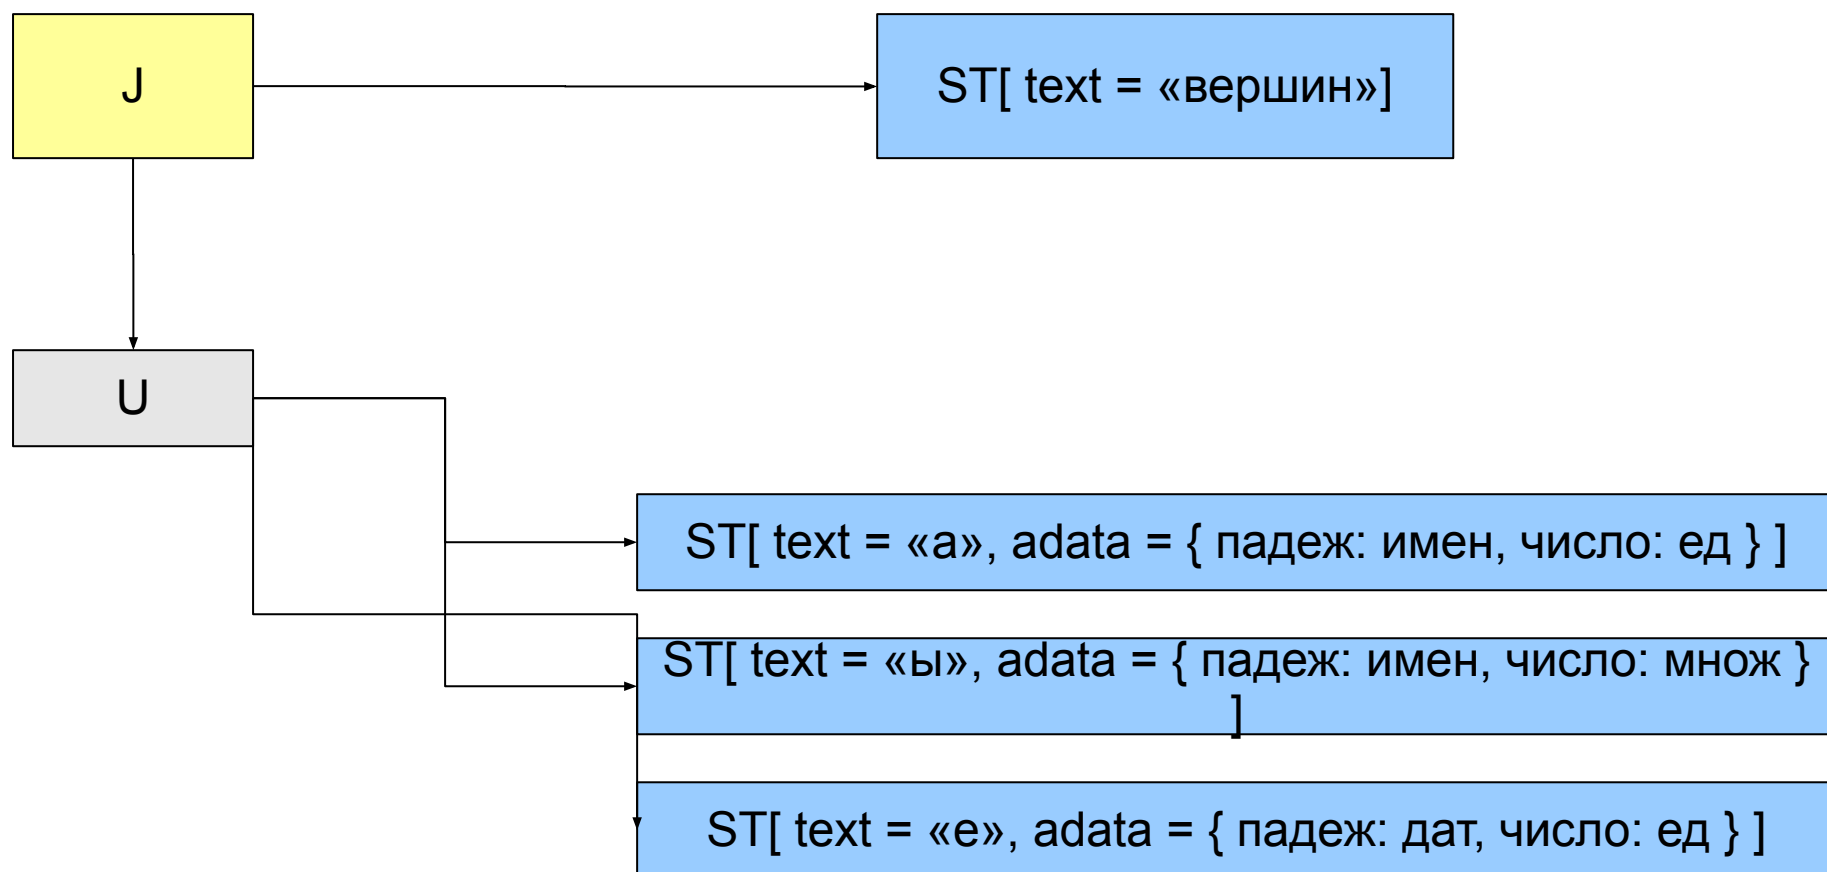 J
ST[ text = «вершин»]
U
ST[ text = «а», adata = { падеж: имен, число: ед } ]
ST[ text = «ы», adata = { падеж: имен, число: множ }
]
ST[ text = «е», adata = { падеж: дат, число: ед } ]